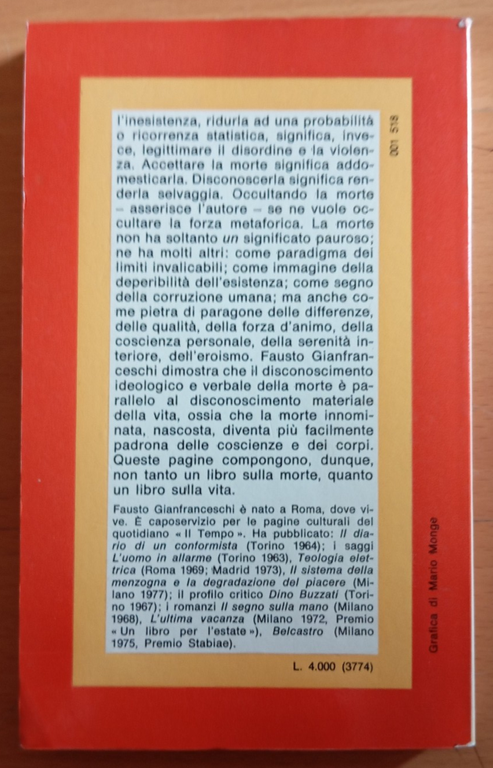 l'inesistenza, ridurla ad una probabilità
o ricorrenza statistica, significa, inve-
ce, legittimare il disordine e la violen-
za. Accettare la morte significa addo-
mesticarla. Disconoscerla significa ren-
derla selvaggia. Occultando la morte
– asserisce l'autore – se ne vuole oc-
cultare la forza metaforica. La morte
non ha soltanto un significato pauroso;
ne ha molti altri: come paradigma dei
limiti invalicabili; come immagine della
deperibilità dell'esistenza; come segno
della corruzione umana; ma anche co-
me pietra di paragone delle differenze,
delle qualità, della forza d'animo, della
coscienza personale, della serenità in-
teriore, dell'eroismo. Fausto Gianfran-
ceschi dimostra che il disconoscimento
ideologico e verbale della morte è pa-
rallelo al disconoscimento materiale
della vita, ossia che la morte innomi-
nata, nascosta, diventa più facilmente
padrona delle coscienze e dei corpi.
Queste pagine compongono, dunque,
non tanto un libro sulla morte, quanto
un libro sulla vita.
Fausto Gianfranceschi è nato a Roma, dove vi-
ve. È caposervizio per le pagine culturali del
quotidiano « Il Tempo ». Ha pubblicato: Il dia-
rio di un conformista (Torino 1964); i saggi
L'uomo in allarme (Torino 1963), Teologia elet-
trica (Roma 1969; Madrid 1973), Il sistema della
menzogna e la degradazione del piacere (Mi-
lano 1977); il profilo critico Dino Buzzati (Tori-
no 1967); i romanzi Il segno sulla mano (Milano
1968), L'ultima vacanza (Milano 1972, Premio
« Un libro per l'estate »), Belcastro (Milano
1975, Premio Stabiae).
L. 4.000 (3774)
001 518
Grafica di Mario Monge